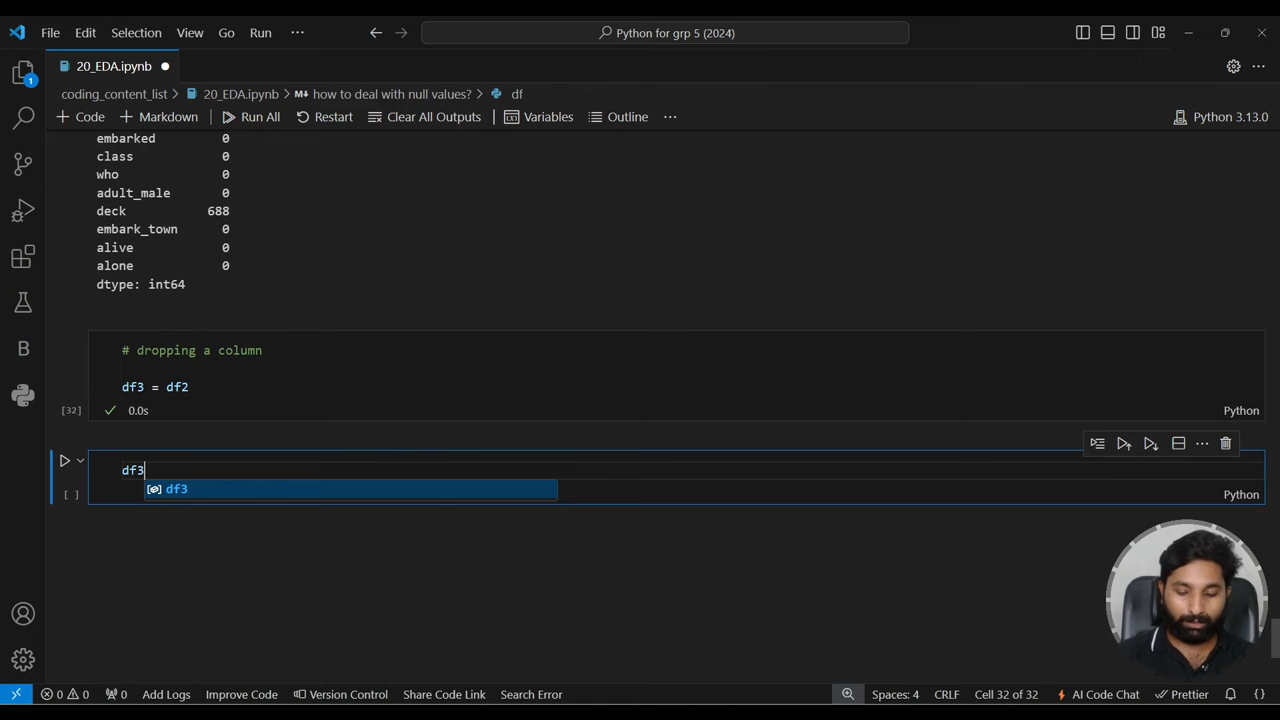 File Edit Selection View Go Run ··· Python for grp 5 (2024)
20_EDA.ipynb
coding_content_list > 20_EDA.ipynb > M↓ how to deal with null values? > df
+ Code + Markdown Run All Restart Clear All Outputs Variables Outline ··· Python 3.13.0
embarked 0
class 0
who 0
adult_male 0
deck 688
embark_town 0
alive 0
alone 0
dtype: int64
# dropping a column
df3 = df2
[32] 0.0s Python
df3
df3
[ ] Python
1
B
0 0 0 Add Logs Improve Code Version Control Share Code Link Search Error Spaces: 4 CRLF Cell 32 of 32 AI Code Chat Prettier {}